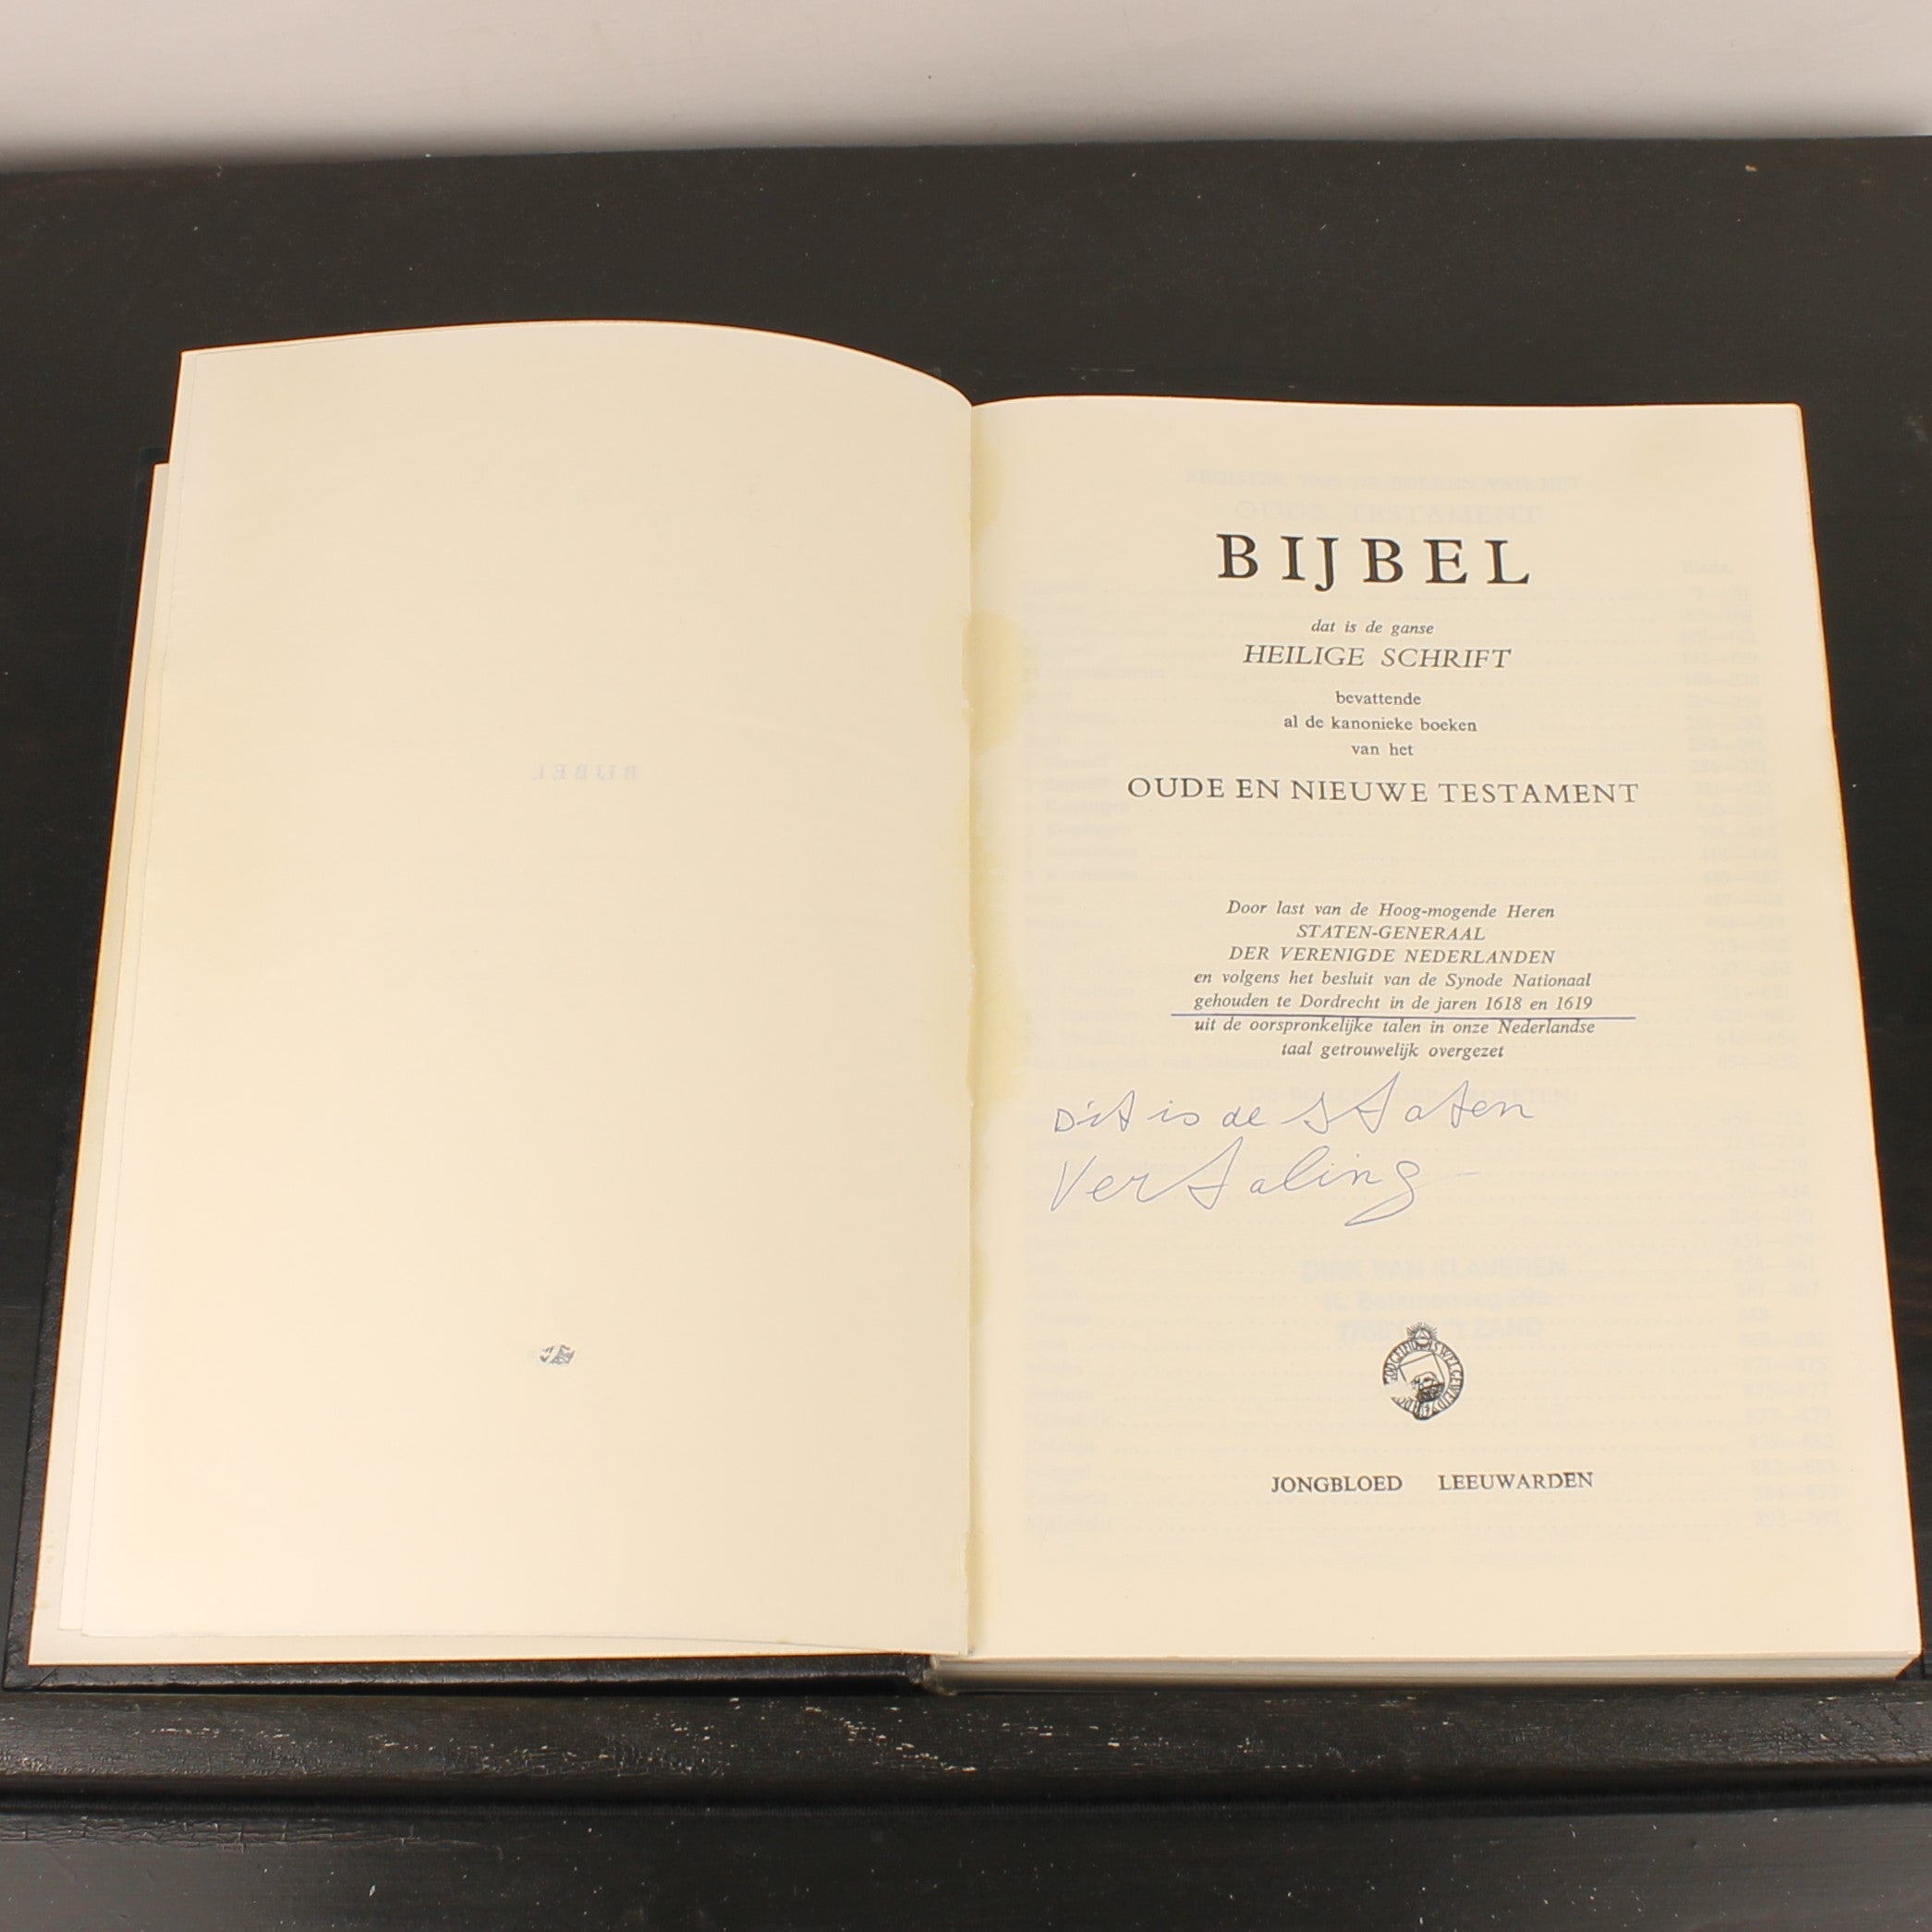 BIJBEL
dat is de ganse
HEILIGE SCHRIFT
bevattende
al de kanonieke boeken
van het
OUDE EN NIEUWE TESTAMENT
Door last van de Hoog-mogende Heren
STATEN-GENERAAL
DER VERENIGDE NEDERLANDEN
en volgens het besluit van de Synode Nationaal
gehouden te Dordrecht in de jaren 1618 en 1619
uit de oorspronkelijke talen in onze Nederlandse
taal getrouwelijk overgezet
Dit is de staten
Vertaling
JONGBLOED LEEUWARDEN